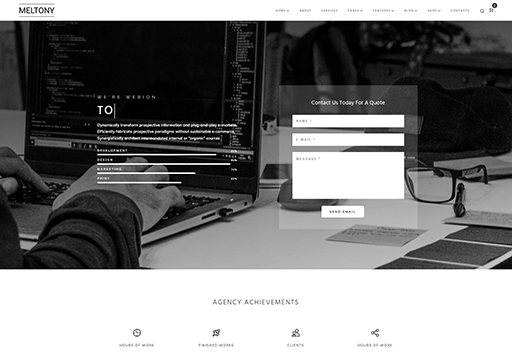 MELTONY
HOME ABOUT SERVICES PAGES FEATURES BLOG SHOP CONTACTS
WE'RE WEBION
TO
Dynamically transform prospective information and plug-and-play e-markets.
Efficiently fabricate prospective paradigms without sustainable e-commerce.
Synergistically architect intermandated internal or "organic" sources
DEVELOPMENT
DESIGN
MARKETING
PRINT
Contact Us Today For A Quote
NAME *
E-MAIL *
MESSAGE *
SEND EMAIL
AGENCY ACHIEVEMENTS
HOURS OF WORK FINISHED WORKS CLIENTS HOURS OF WORK